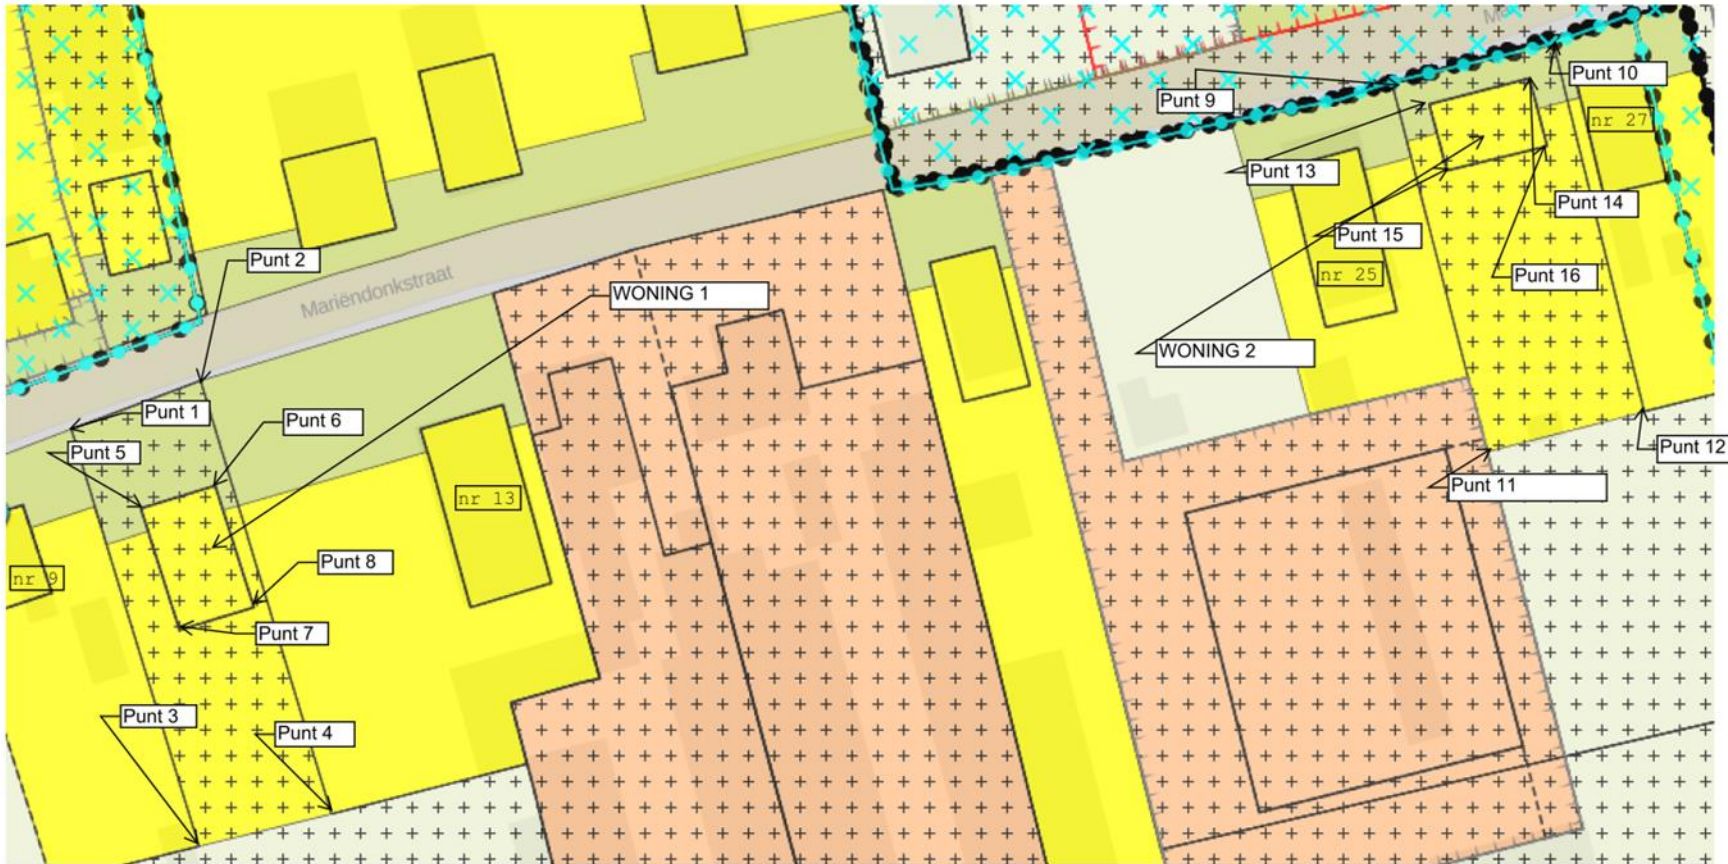 Punt 10
Punt 9
nr 27
Punt 13
Punt 14
Punt 15
Punt 2
nr 25
Punt 16
Mariëndonkstraat
WONING 1
WONING 2
Punt 1
Punt 6
Punt 5
Punt 12
Punt 11
nr 13
Punt 8
nr 9
Punt 7
Punt 3
Punt 4